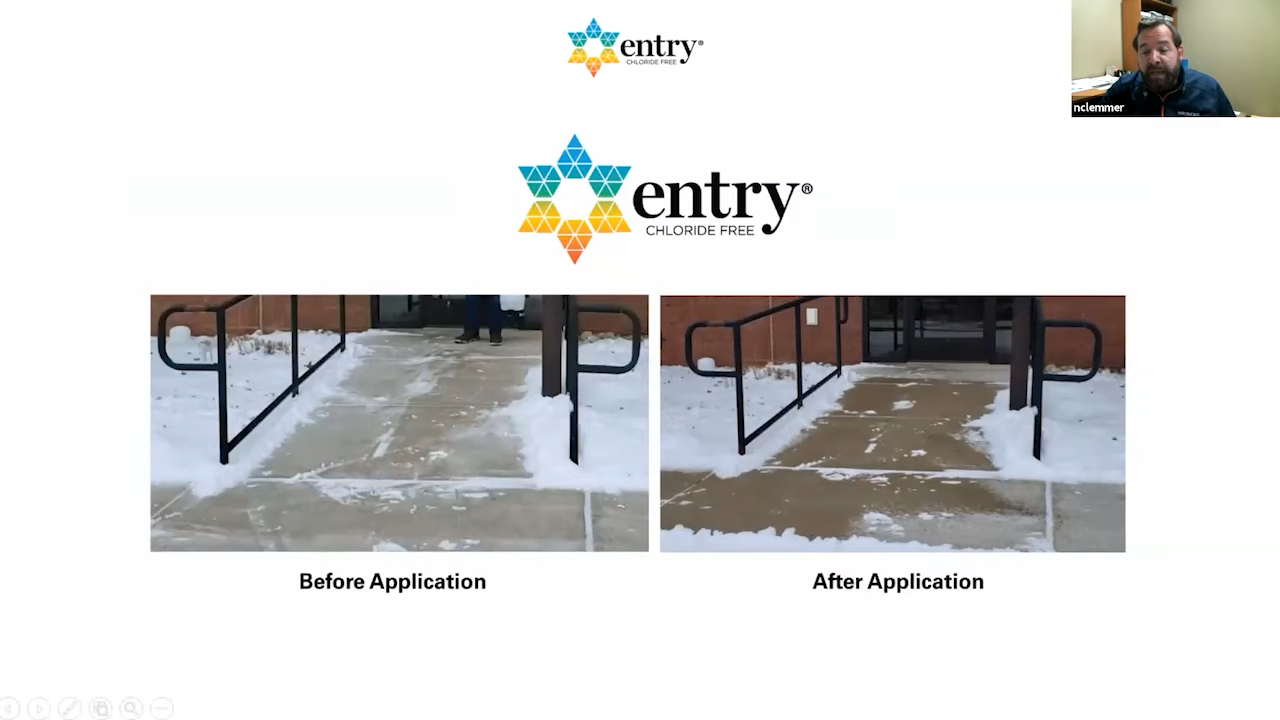 entry®
CHLORIDE FREE
nclemmer
entry®
CHLORIDE FREE
Before Application
After Application